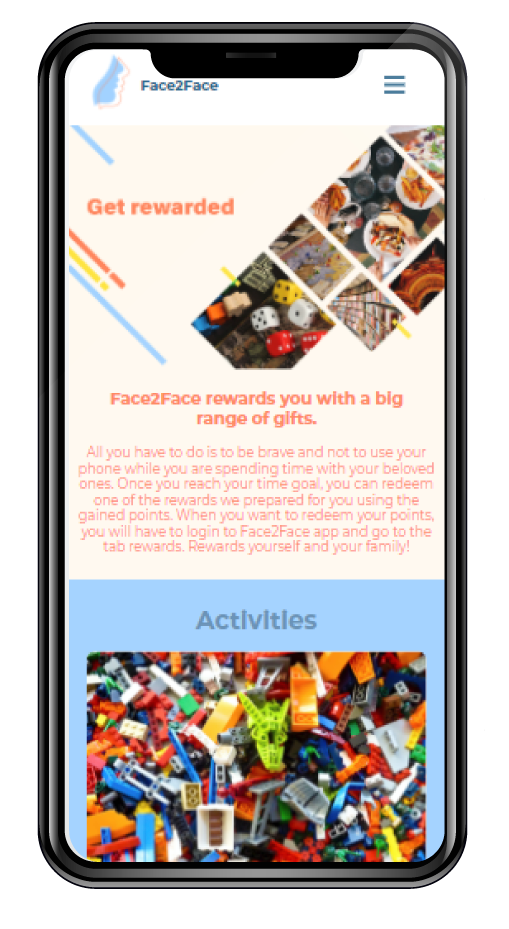 Face2Face
Get rewarded
Face2Face rewards you with a big
range of gifts.
All you have to do is to be brave and not to use your
phone while you are spending time with your beloved
ones. Once you reach your time goal, you can redeem
one of the rewards we prepared for you using the
gained points. When you want to redeem your points,
you will have to login to Face2Face app and go to the
tab rewards. Rewards yourself and your family!
Activities